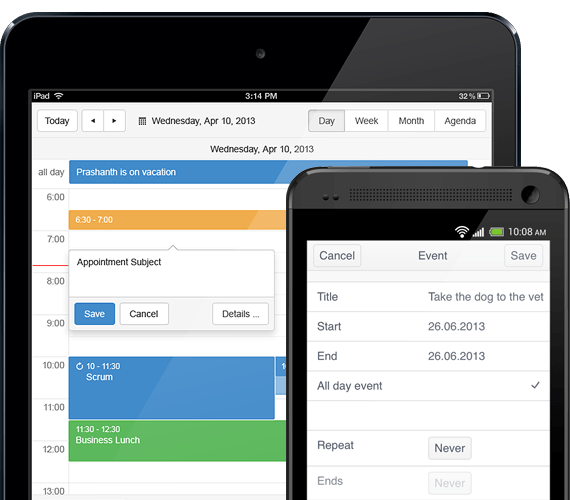 iPad 3:14 PM 32 %
Today Wednesday, Apr 10, 2013 Day Week Month Agenda
Wednesday, Apr 10, 2013
all day Prashanth is on vacation
6:00
6:30 - 7:00
7:00
Appointment Subject
8:00
Save Cancel Details ...
9:00
10:00 10 - 11:30
Scrum
11:00
11:30 - 12:30
Business Lunch
12:00
13:00
10:08 AM
Cancel Event Save
Title Take the dog to the vet
Start 26.06.2013
End 26.06.2013
All day event
Repeat Never
Ends Never